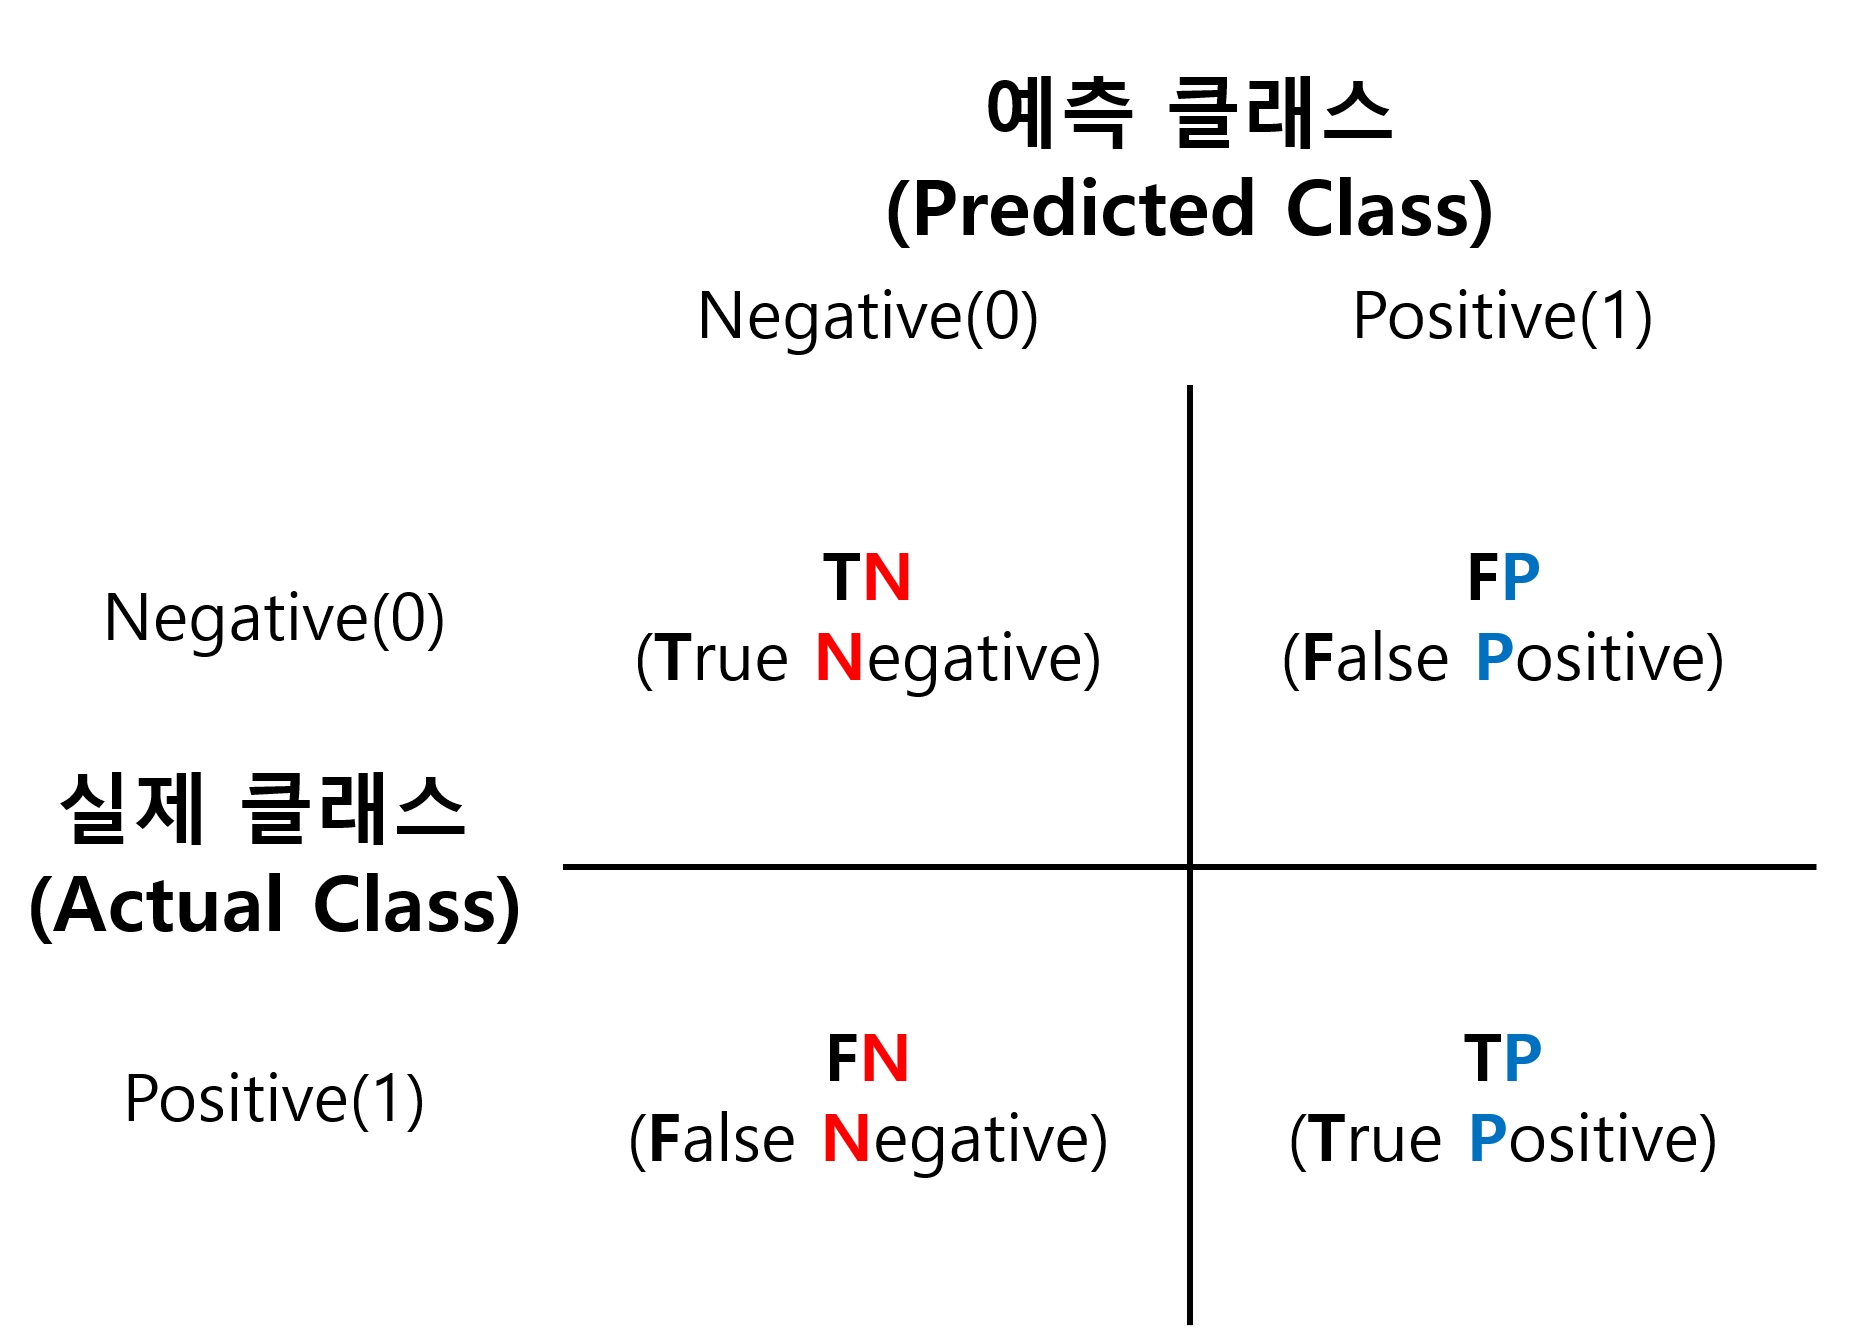 예측 클래스
(Predicted Class)
Negative(0) Positive(1)
TN FP
Negative(0) (True Negative) (False Positive)
실제 클래스
(Actual Class)
FN TP
Positive(1) (False Negative) (True Positive)